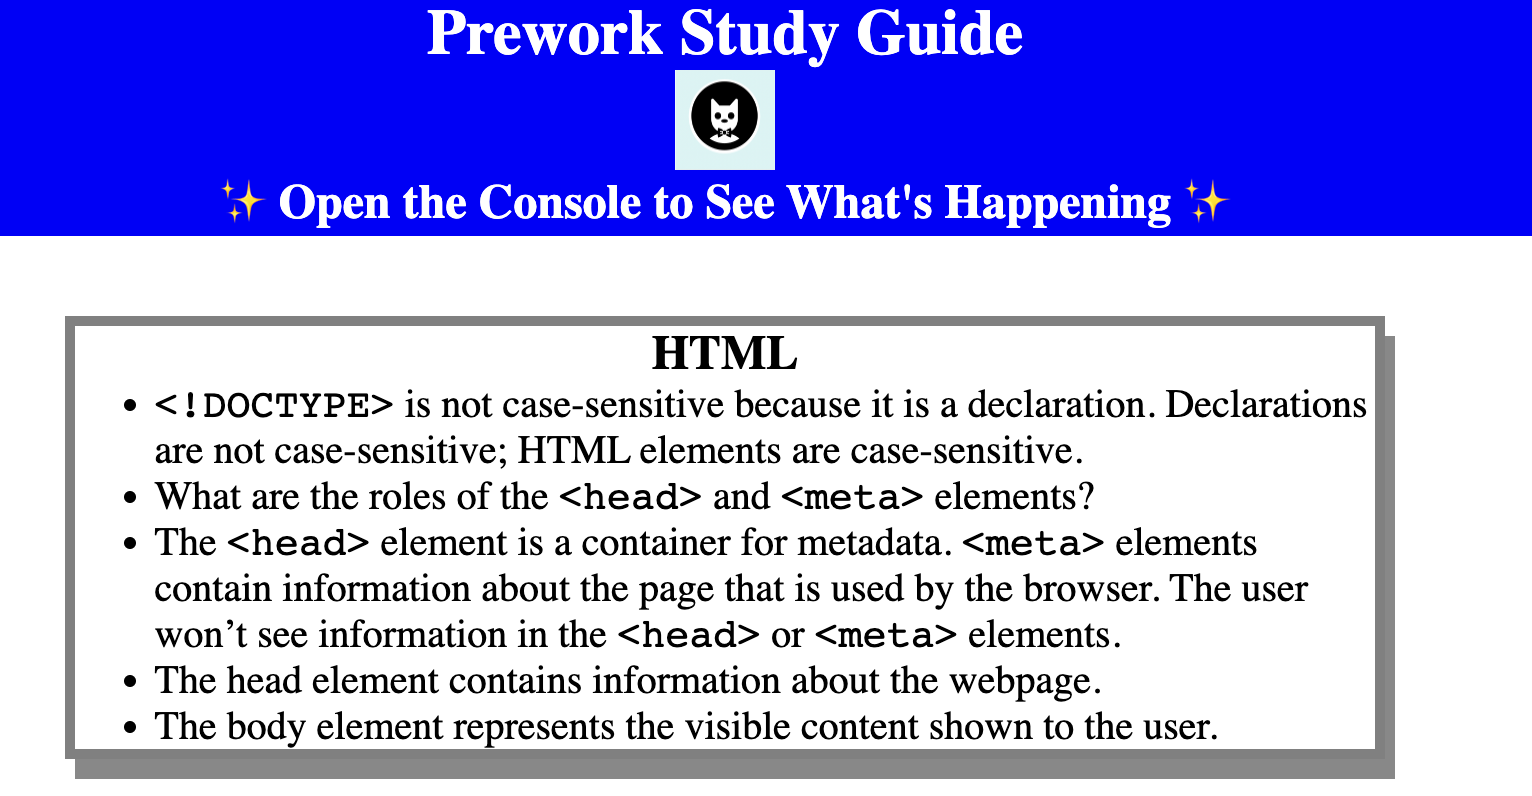 Prework Study Guide
✨ Open the Console to See What's Happening ✨
HTML
• <!DOCTYPE> is not case-sensitive because it is a declaration. Declarations
are not case-sensitive; HTML elements are case-sensitive.
• What are the roles of the <head> and <meta> elements?
• The <head> element is a container for metadata. <meta> elements
contain information about the page that is used by the browser. The user
won’t see information in the <head> or <meta> elements.
• The head element contains information about the webpage.
• The body element represents the visible content shown to the user.